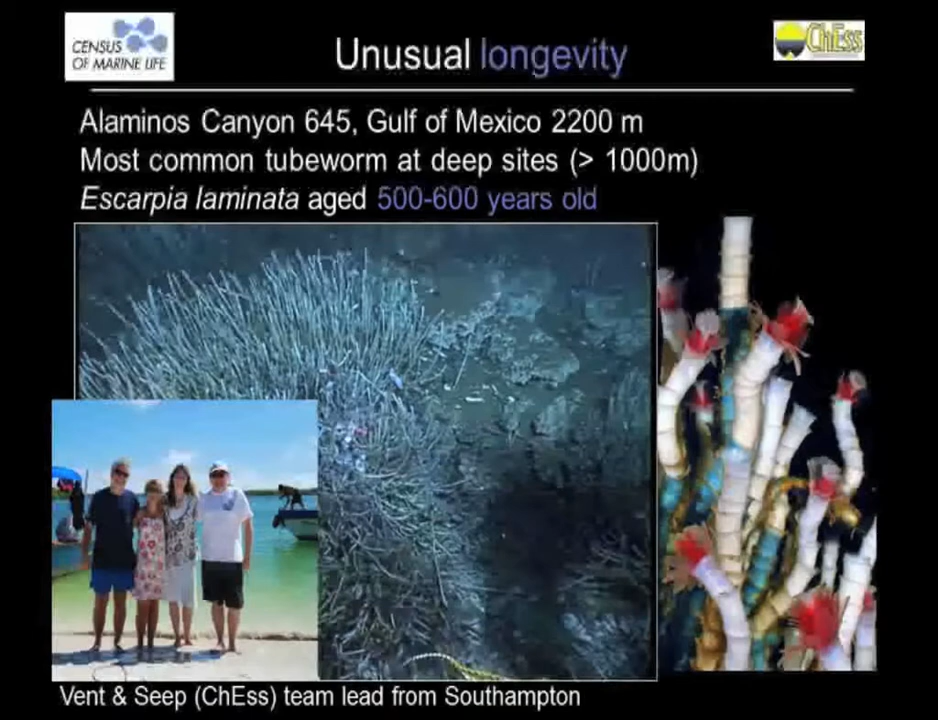 CENSUS
OF MARINE LIFE
Unusual longevity
ChEss
Alaminos Canyon 645, Gulf of Mexico 2200 m
Most common tubeworm at deep sites (> 1000m)
Escarpia laminata aged 500-600 years old
Vent & Seep (ChEss) team lead from Southampton